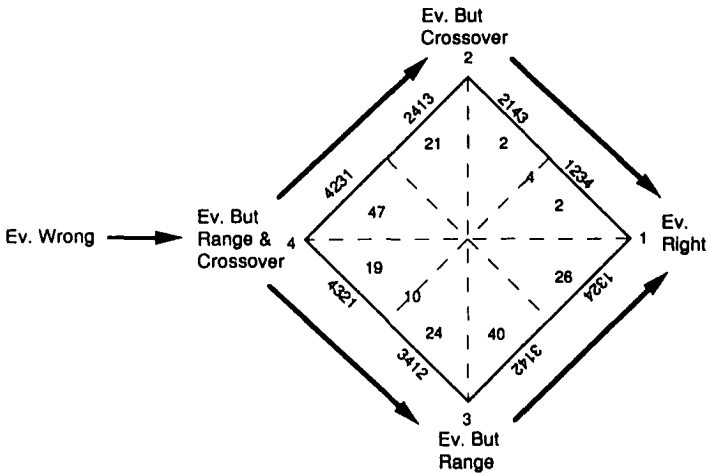 Ev. But
Crossover
2
2413
2143
21
2
4231
1234
4
47
2
Ev. Wrong
Ev. But
Range &
Crossover
4
1
Ev.
Right
19
26
4321
1324
10
24
40
3412
3142
3
Ev. But
Range